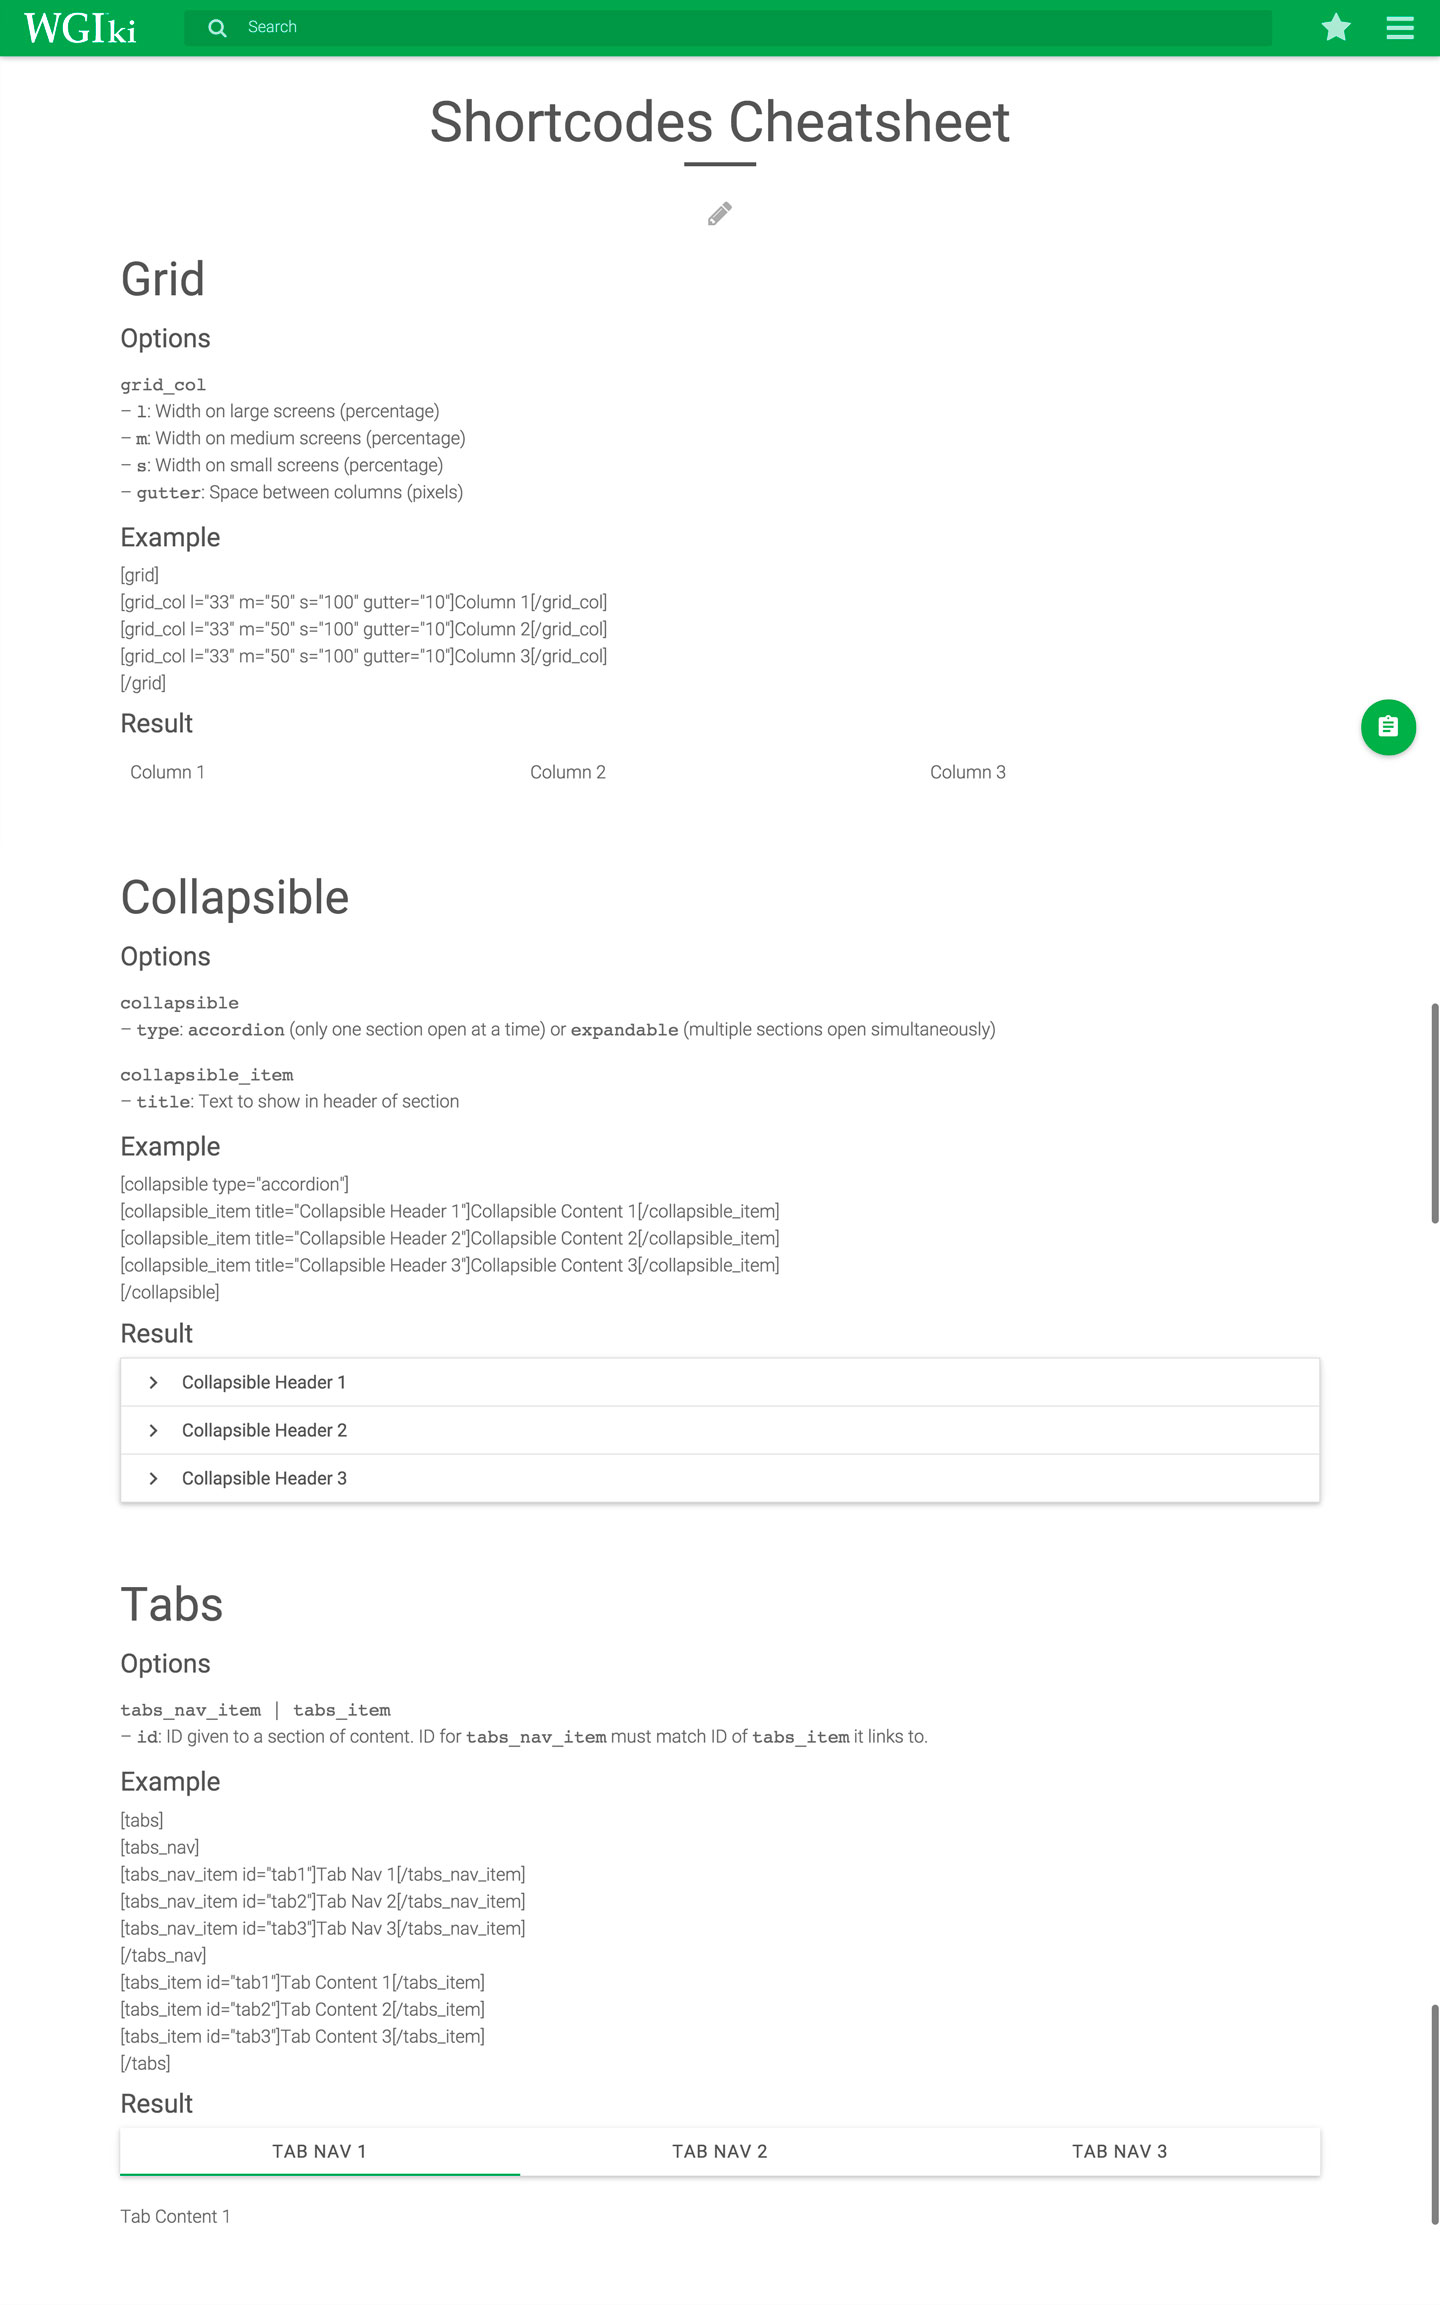 WGIki
Search
Shortcodes Cheatsheet
Grid
Options
grid_col
– l: Width on large screens (percentage)
– m: Width on medium screens (percentage)
– s: Width on small screens (percentage)
– gutter: Space between columns (pixels)
Example
[grid]
[grid_col l="33" m="50" s="100" gutter="10"]Column 1[/grid_col]
[grid_col l="33" m="50" s="100" gutter="10"]Column 2[/grid_col]
[grid_col l="33" m="50" s="100" gutter="10"]Column 3[/grid_col]
[/grid]
Result
Column 1 Column 2 Column 3
Collapsible
Options
collapsible
– type: accordion (only one section open at a time) or expandable (multiple sections open simultaneously)
collapsible_item
– title: Text to show in header of section
Example
[collapsible type="accordion"]
[collapsible_item title="Collapsible Header 1"]Collapsible Content 1[/collapsible_item]
[collapsible_item title="Collapsible Header 2"]Collapsible Content 2[/collapsible_item]
[collapsible_item title="Collapsible Header 3"]Collapsible Content 3[/collapsible_item]
[/collapsible]
Result
Collapsible Header 1
Collapsible Header 2
Collapsible Header 3
Tabs
Options
tabs_nav_item | tabs_item
– id: ID given to a section of content. ID for tabs_nav_item must match ID of tabs_item it links to.
Example
[tabs]
[tabs_nav]
[tabs_nav_item id="tab1"]Tab Nav 1[/tabs_nav_item]
[tabs_nav_item id="tab2"]Tab Nav 2[/tabs_nav_item]
[tabs_nav_item id="tab3"]Tab Nav 3[/tabs_nav_item]
[/tabs_nav]
[tabs_item id="tab1"]Tab Content 1[/tabs_item]
[tabs_item id="tab2"]Tab Content 2[/tabs_item]
[tabs_item id="tab3"]Tab Content 3[/tabs_item]
[/tabs]
Result
TAB NAV 1 TAB NAV 2 TAB NAV 3
Tab Content 1